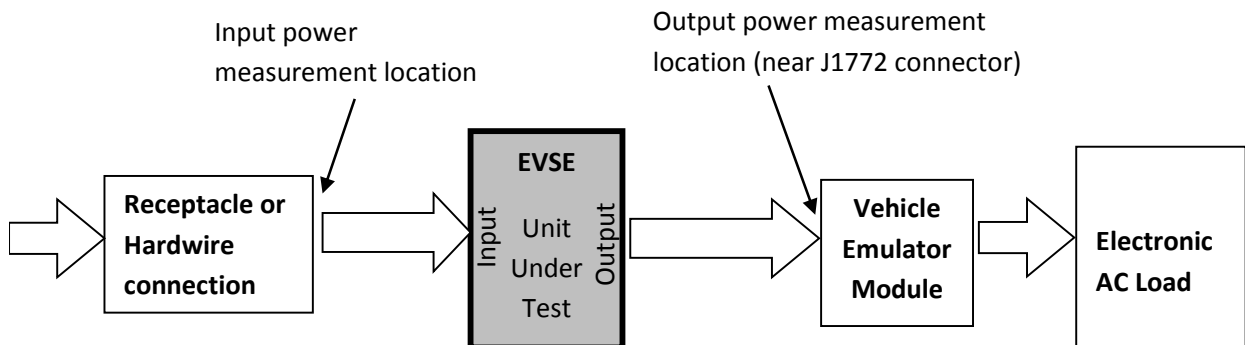 Input power
measurement location
Output power measurement
location (near J1772 connector)
Receptacle or
Hardwire
connection
EVSE
Input
Unit
Under
Test
Output
Vehicle
Emulator
Module
Electronic
AC Load